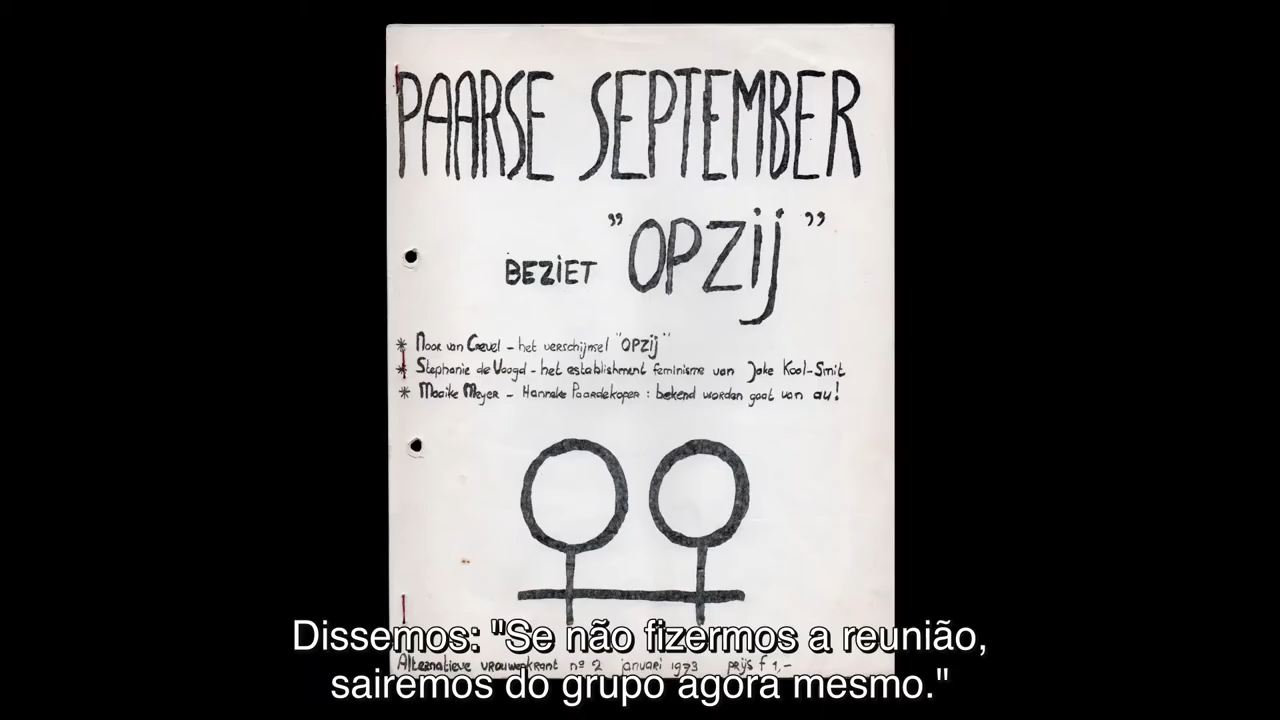 PAARSE SEPTEMBER
BEZIET "OPZIJ"
* Noor van Crevel - het verschijnsel "OPZIJ"
* Stephanie de Voogd - het establishment feminisme van Joke Kool-Smit
* Maaike Meyer - Hanneke Paardekoper : bekend worden gaat van au!
Dissemos: "Se não fizermos a reunião,
Alternatieve vrouwenkrant nº 2 januari 1973 prijs f 1,-
sairemos do grupo agora mesmo."